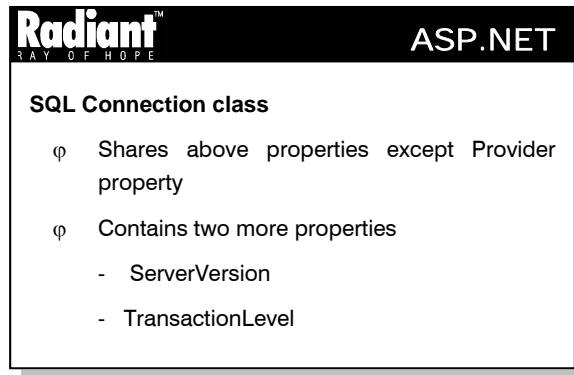 Radiant™ ASP.NET
RAY OF HOPE
SQL Connection class
φ Shares above properties except Provider
property
φ Contains two more properties
- ServerVersion
- TransactionLevel